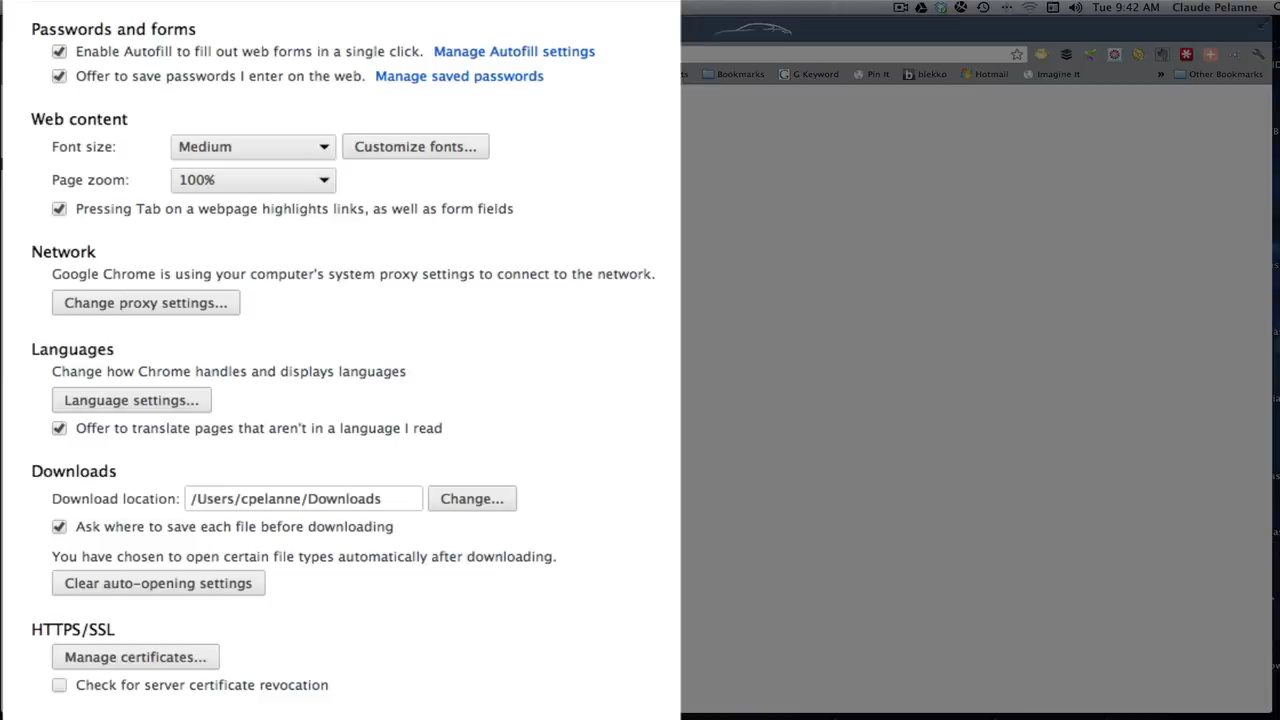 Tue 9:42 AM Claude Pelanne
Passwords and forms
Enable Autofill to fill out web forms in a single click. Manage Autofill settings
Offer to save passwords I enter on the web. Manage saved passwords
Bookmarks G Keyword Pin It blekko Hotmail Imagine It » Other Bookmarks
Web content
Font size: Medium Customize fonts...
Page zoom: 100%
Pressing Tab on a webpage highlights links, as well as form fields
Network
Google Chrome is using your computer's system proxy settings to connect to the network.
Change proxy settings...
Languages
Change how Chrome handles and displays languages
Language settings...
Offer to translate pages that aren't in a language I read
Downloads
Download location: /Users/cpelanne/Downloads Change...
Ask where to save each file before downloading
You have chosen to open certain file types automatically after downloading.
Clear auto-opening settings
HTTPS/SSL
Manage certificates...
Check for server certificate revocation